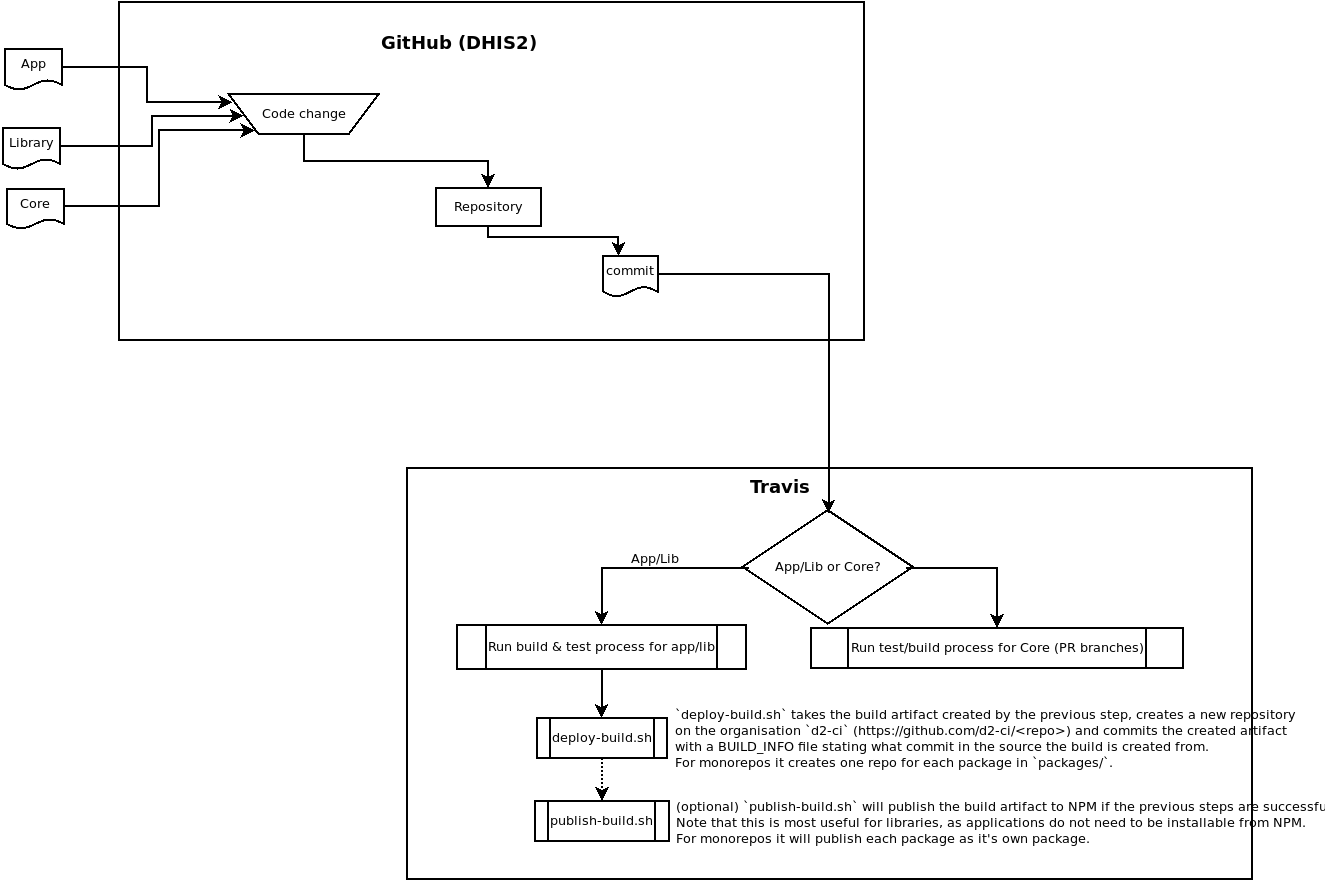 GitHub (DHIS2)
App
Code change
Library
Core
Repository
commit
Travis
App/Lib
App/Lib or Core?
Run build & test process for app/lib
Run test/build process for Core (PR branches)
`deploy-build.sh` takes the build artifact created by the previous step, creates a new repository
on the organisation `d2-ci` (https://github.com/d2-ci/<repo>) and commits the created artifact
with a BUILD_INFO file stating what commit in the source the build is created from.
For monorepos it creates one repo for each package in `packages/`.
deploy-build.sh
(optional) `publish-build.sh` will publish the build artifact to NPM if the previous steps are successfu
Note that this is most useful for libraries, as applications do not need to be installable from NPM.
For monorepos it will publish each package as it's own package.
publish-build.sh